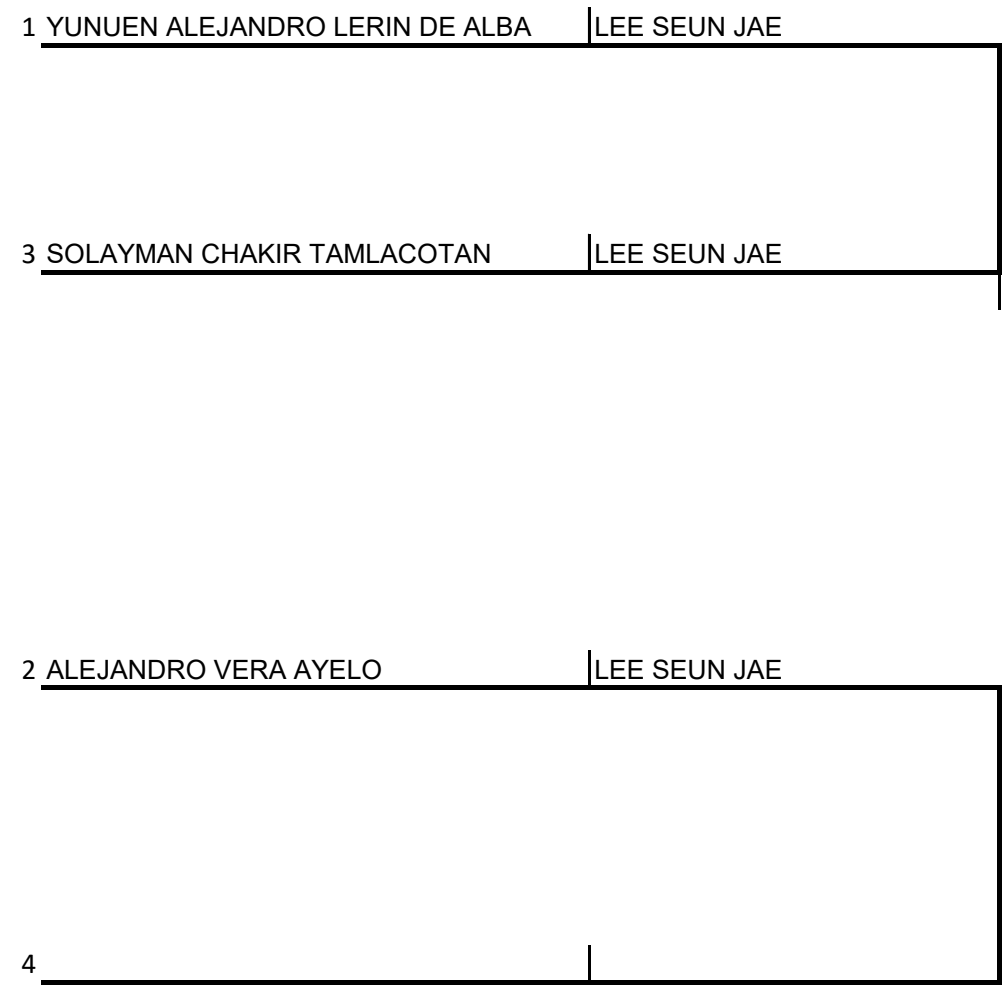 1 YUNUEN ALEJANDRO LERIN DE ALBA LEE SEUN JAE
3 SOLAYMAN CHAKIR TAMLACOTAN LEE SEUN JAE
2 ALEJANDRO VERA AYELO LEE SEUN JAE
4